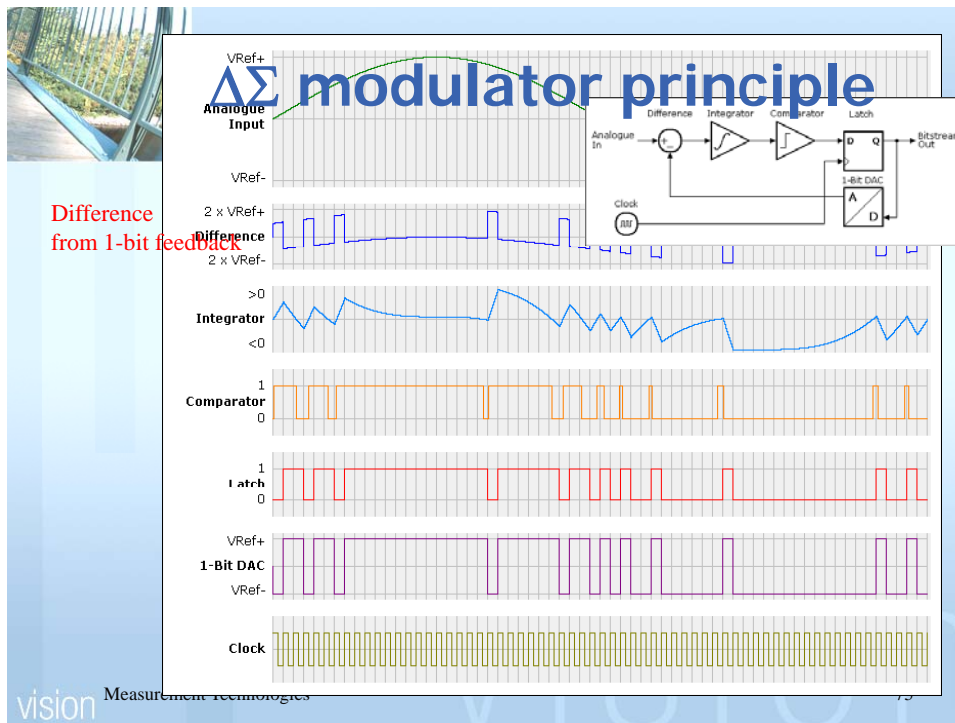 ΔΣ modulator principle
VRef+
Analogue
Input
VRef-
Difference Integrator Comparator Latch
Analogue
In
+
-
D Q
Bitstream
Out
1-Bit DAC
A
D
Clock
Difference
from 1-bit feedback
2 x VRef+
Difference
2 x VRef-
>0
Integrator
<0
1
Comparator
0
1
Latch
0
VRef+
1-Bit DAC
VRef-
Clock
vision
Measurement Technologies
75